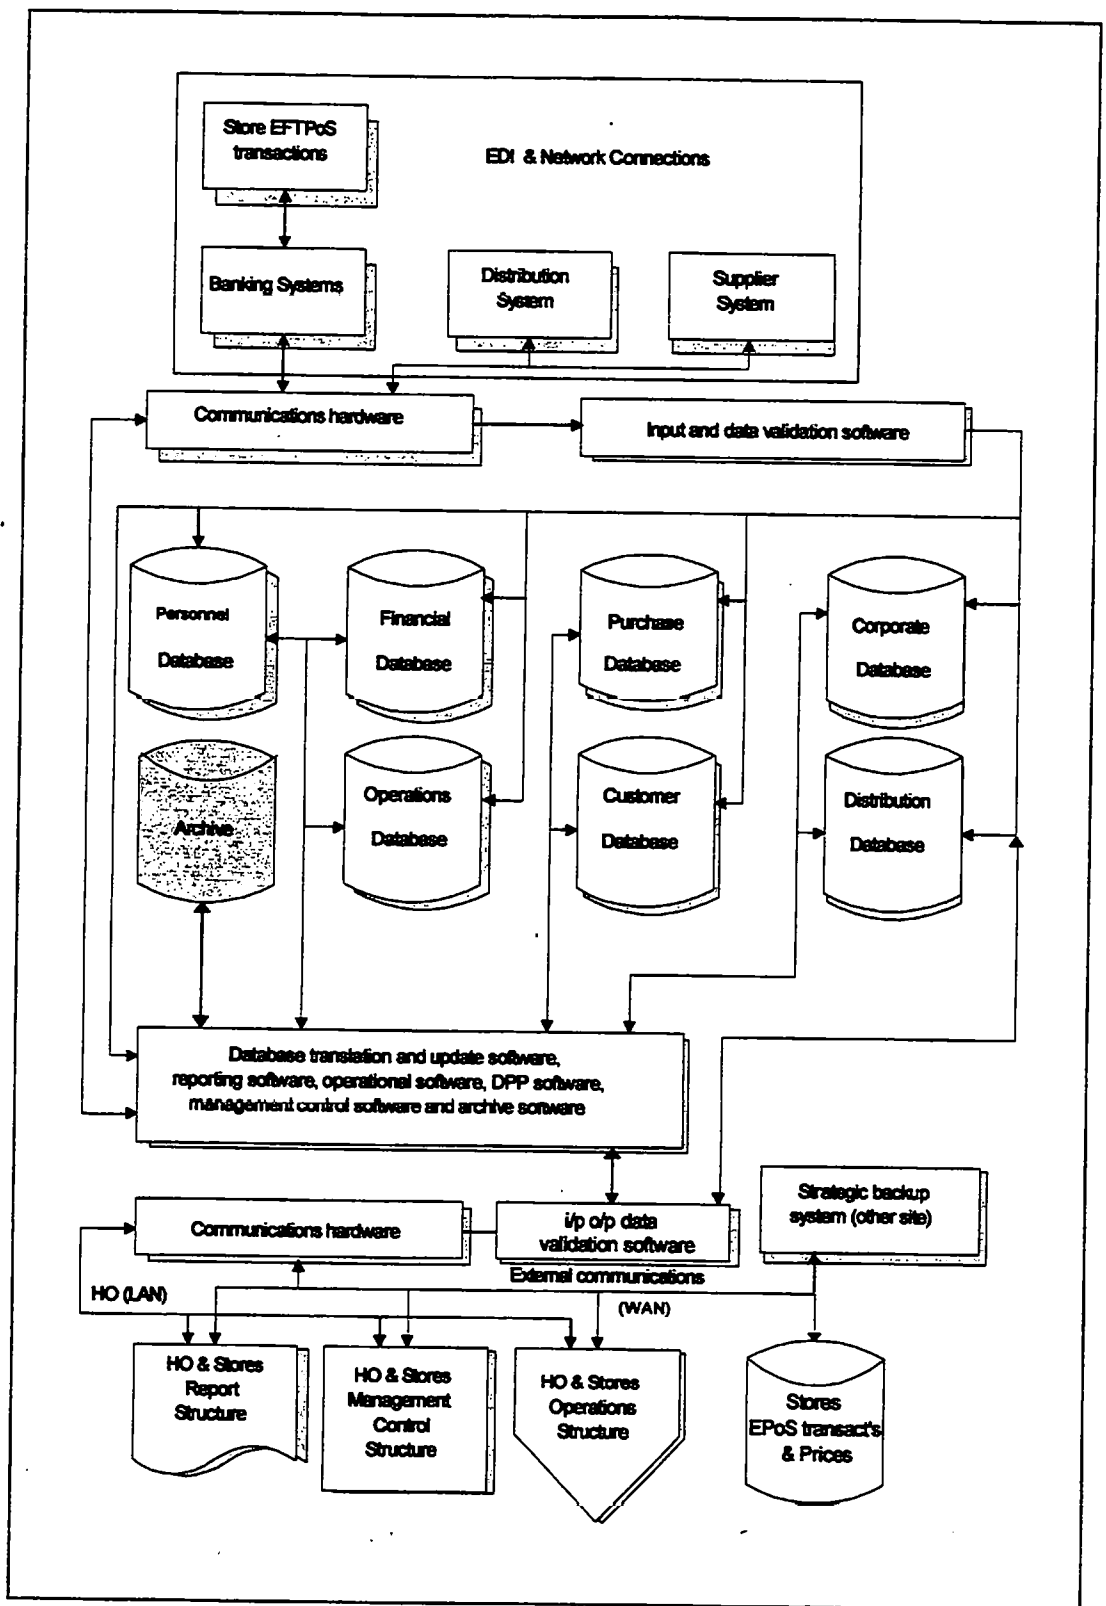 Store EFTPoS
transactions
EDI & Network Connections
Banking Systems
Distribution
System
Supplier
System
Communications hardware
Input and data validation software
Personnel
Database
Financial
Database
Purchase
Database
Corporate
Database
Archive
Operations
Database
Customer
Database
Distribution
Database
Database translation and update software,
reporting software, operational software, DPP software,
management control software and archive software
Strategic backup
system (other site)
Communications hardware
i/p o/p data
validation software
External communications
HO (LAN)
(WAN)
HO & Stores
Report
Structure
HO & Stores
Management
Control
Structure
HO & Stores
Operations
Structure
Stores
EPoS transact's
& Prices